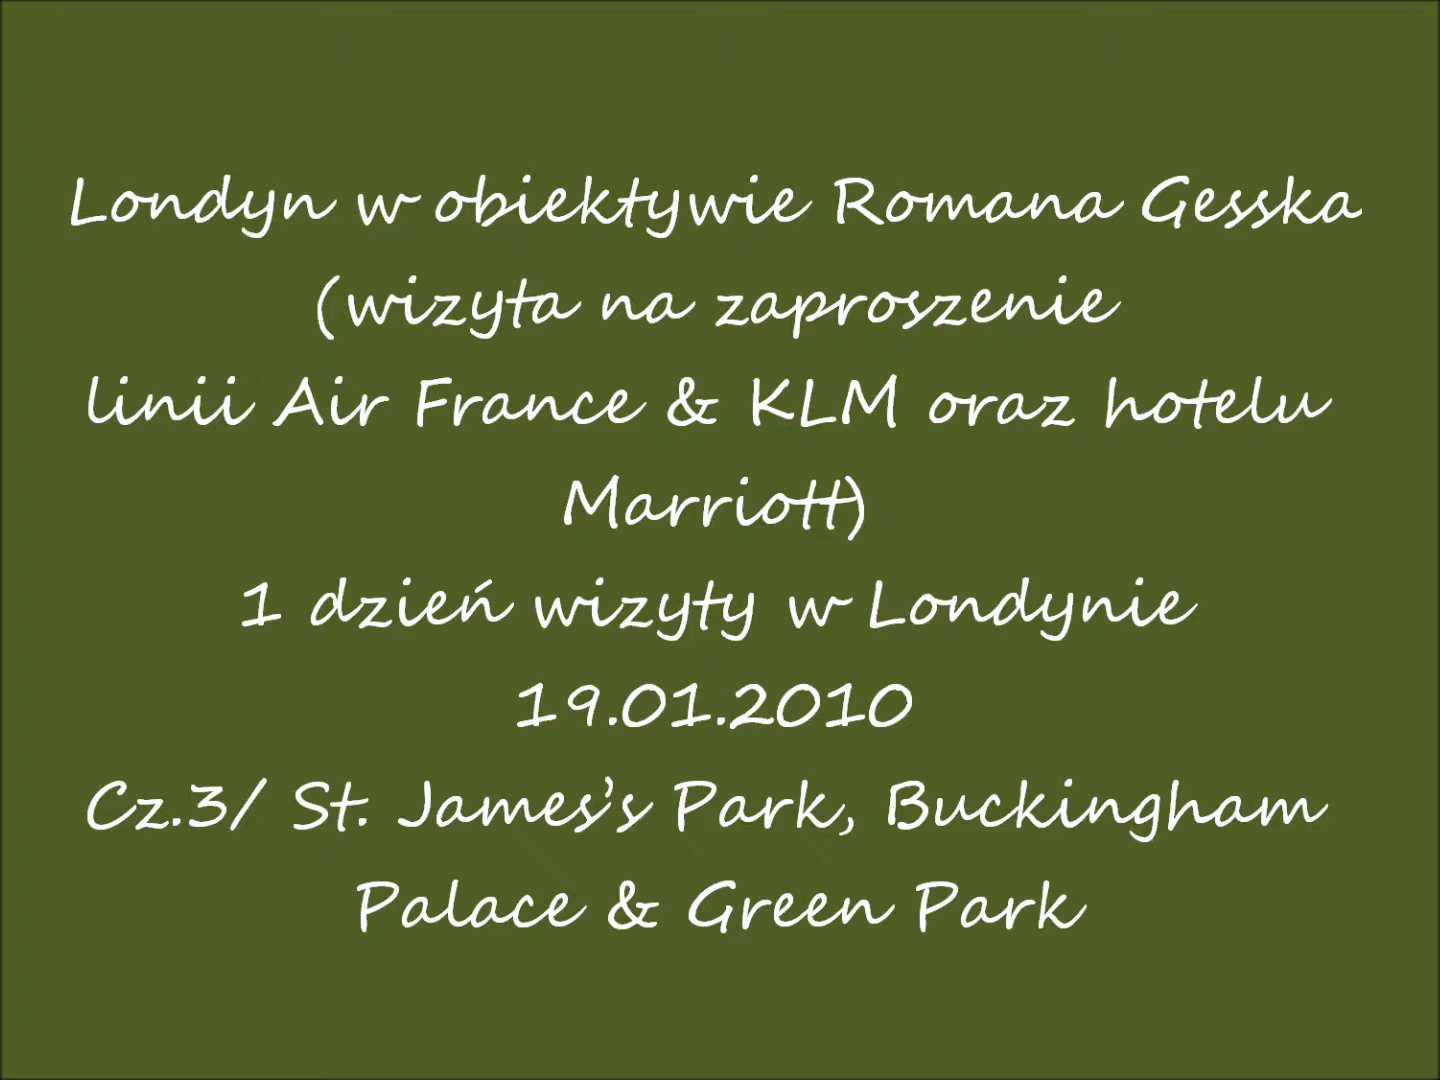 Londyn w obiektywie Romana Gesska
(wizyta na zaproszenie
linii Air France & KLM oraz hotelu
Marriott)
1 dzień wizyty w Londynie
19.01.2010
Cz.3/ St. James's Park, Buckingham
Palace & Green Park